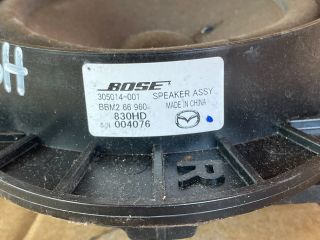 BOSE
305014-001 SPEAKER ASSY
BBM2 66 960
MADE IN CHINA
830HD
S/N 004076
R